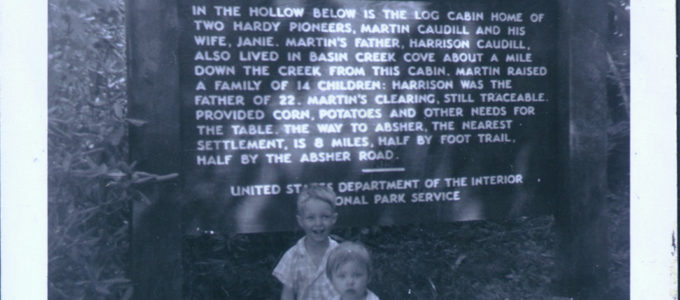 IN THE HOLLOW BELOW IS THE LOG CABIN HOME OF
TWO HARDY PIONEERS, MARTIN CAUDILL AND HIS
WIFE, JANIE. MARTIN'S FATHER, HARRISON CAUDILL,
ALSO LIVED IN BASIN CREEK COVE ABOUT A MILE
DOWN THE CREEK FROM THIS CABIN. MARTIN RAISED
A FAMILY OF 14 CHILDREN: HARRISON WAS THE
FATHER OF 22. MARTIN'S CLEARING, STILL TRACEABLE.
PROVIDED CORN, POTATOES AND OTHER NEEDS FOR
THE TABLE. THE WAY TO ABSHER, THE NEAREST
SETTLEMENT, IS 8 MILES, HALF BY FOOT TRAIL,
HALF BY THE ABSHER ROAD.
UNITED DEPARTMENT OF THE INTERIOR
PARK SERVICE